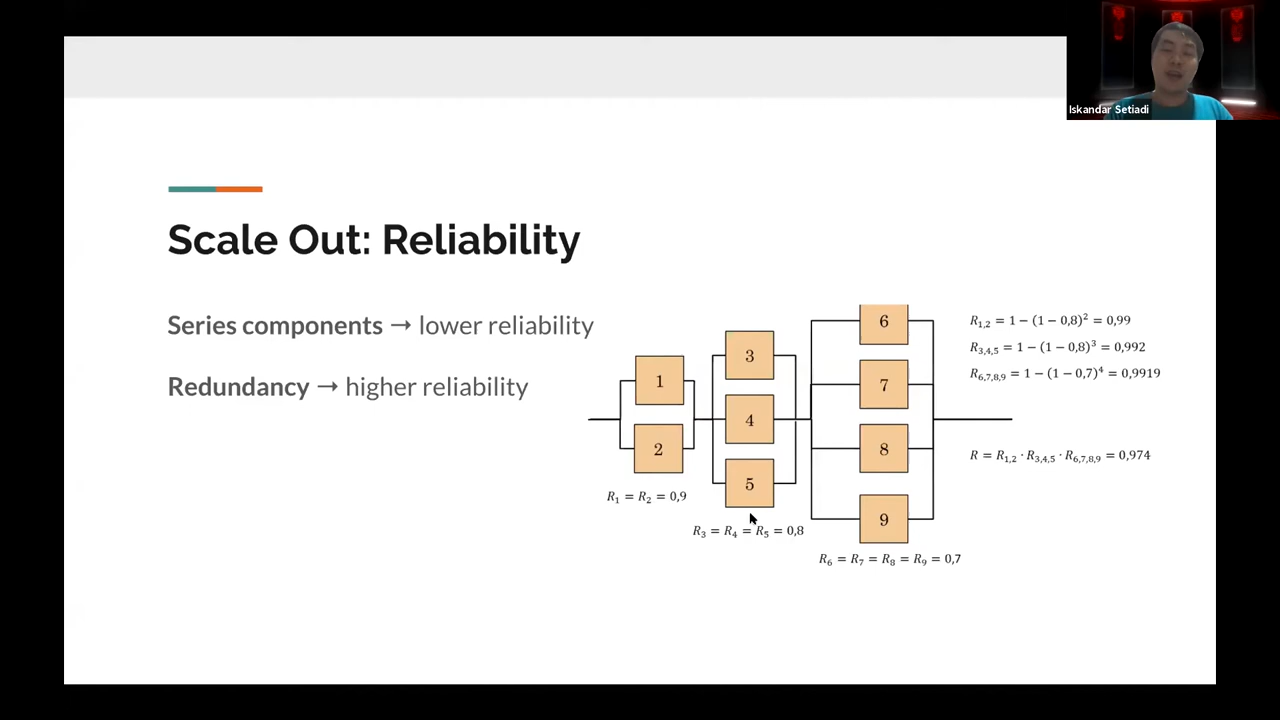 Iskandar Setiadi
Scale Out: Reliability
Series components → lower reliability
Redundancy → higher reliability
1
2
R₁ = R₂ = 0,9
3
4
5
R₃ = R₄ = R₅ = 0,8
6
7
8
9
R₆ = R₇ = R₈ = R₉ = 0,7
R₁,₂ = 1 − (1 − 0,8)² = 0,99
R₃,₄,₅ = 1 − (1 − 0,8)³ = 0,992
R₆,₇,₈,₉ = 1 − (1 − 0,7)⁴ = 0,9919
R = R₁,₂ · R₃,₄,₅ · R₆,₇,₈,₉ = 0,974